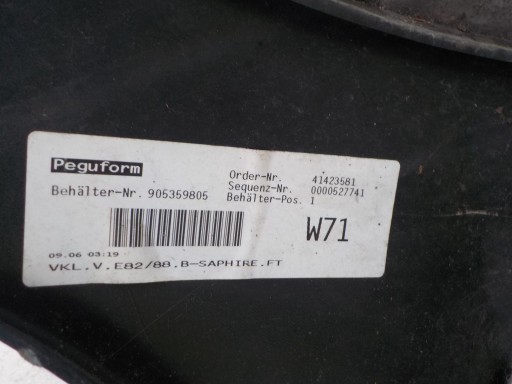 Peguform
Order-Nr. 41423581
Sequenz-Nr. 0000527741
Behälter-Nr. 905359805 Behälter-Pos. 1
W71
09.06 03:19
VKL.V.E82/88.B-SAPHIRE.FT